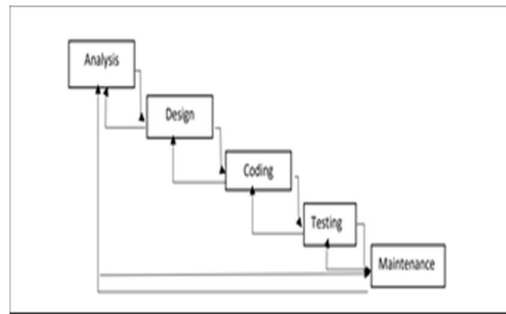 Analysis
Design
Coding
Testing
Maintenance